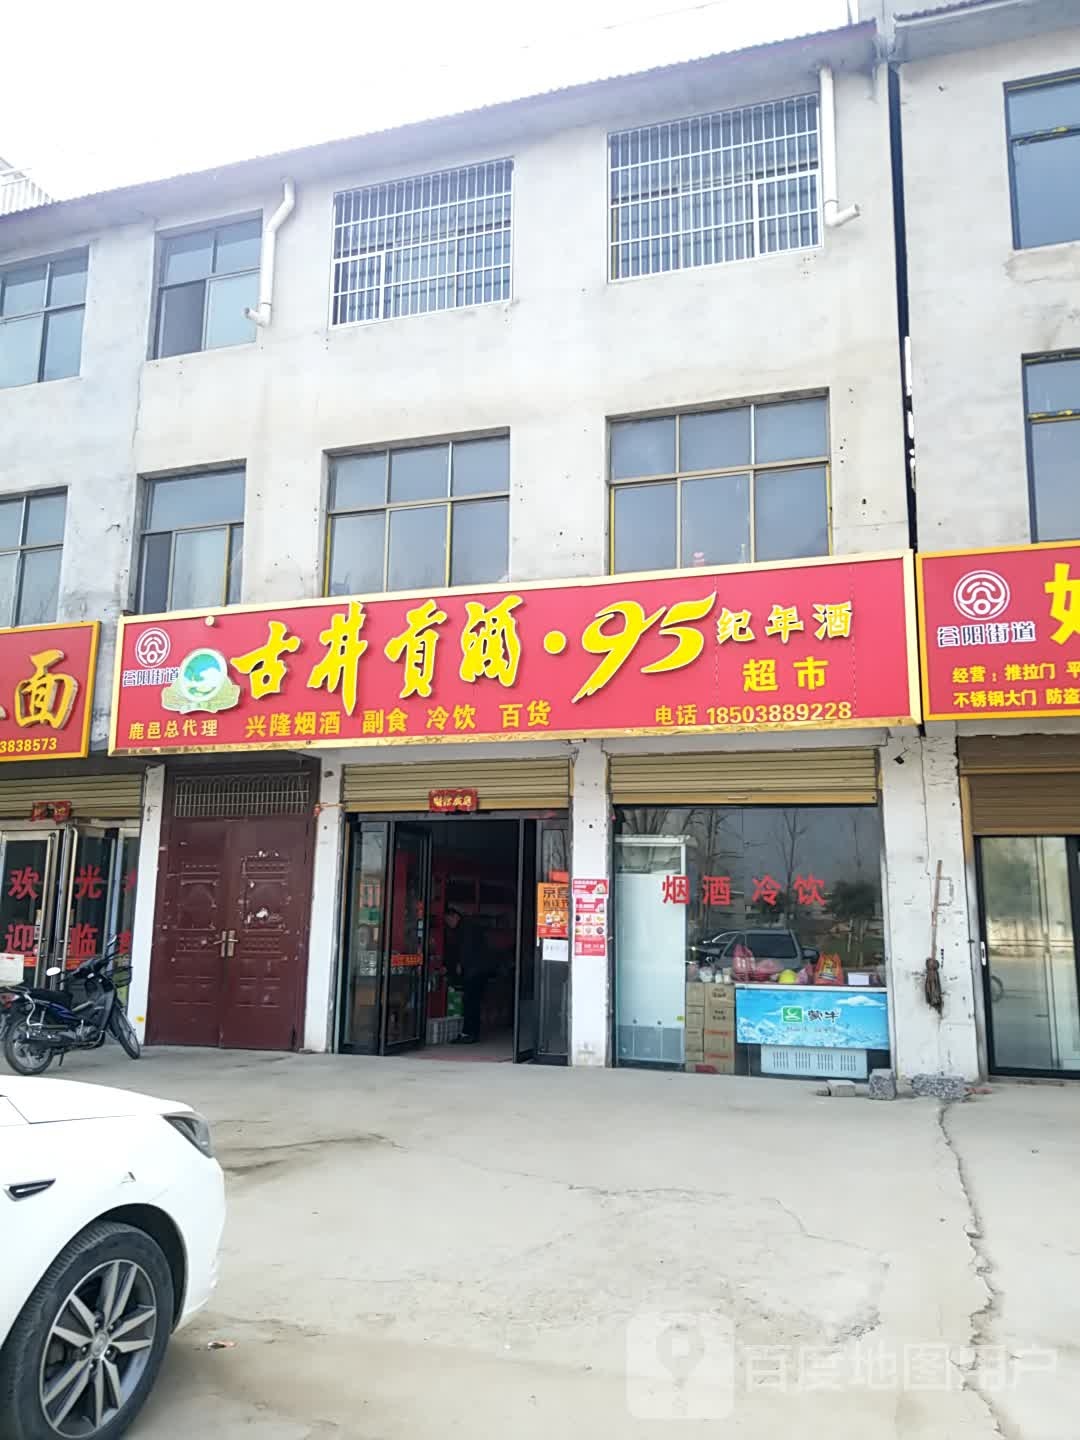 面
3838573
谷阳街道
古井贡酒·95纪年酒
超市
鹿邑总代理
兴隆烟酒 副食 冷饮 百货
电话 18503889228
谷阳街道
经营：推拉门 平
不锈钢大门 防盗
欢迎
光临
烟酒冷饮
蒙牛
百度地图用户